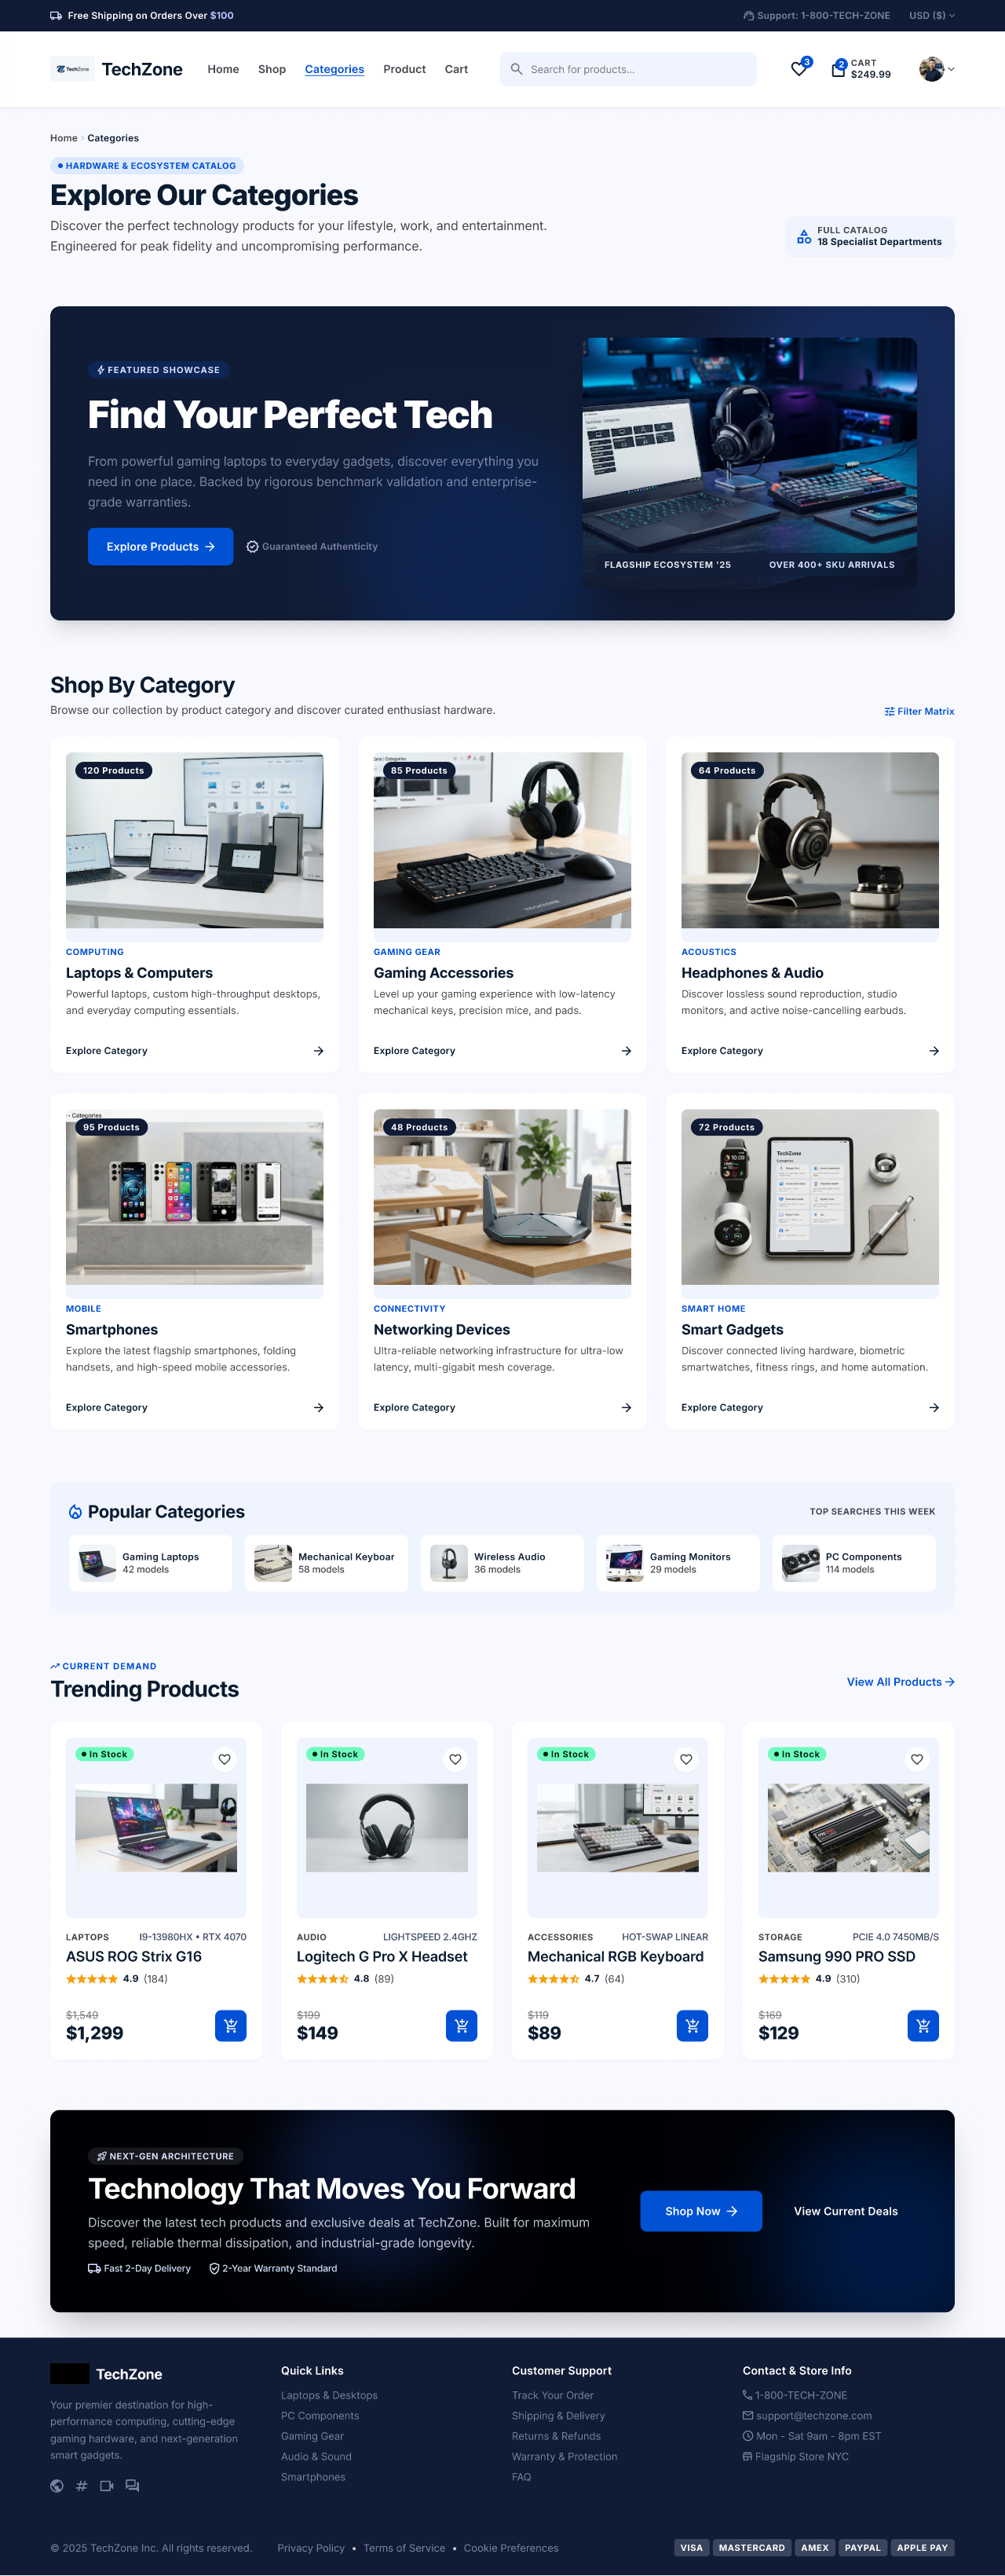 Free Shipping on Orders Over $100
Support: 1-800-TECH-ZONE
USD ($)
TechZone
TechZone
Home
Shop
Categories
Product
Cart
Search for products...
3
2
CART
$249.99
Home
Categories
HARDWARE & ECOSYSTEM CATALOG
Explore Our Categories
Discover the perfect technology products for your lifestyle, work, and entertainment.
Engineered for peak fidelity and uncompromising performance.
FULL CATALOG
18 Specialist Departments
FEATURED SHOWCASE
Find Your Perfect Tech
From powerful gaming laptops to everyday gadgets, discover everything you
need in one place. Backed by rigorous benchmark validation and enterprise-
grade warranties.
Explore Products
Guaranteed Authenticity
FLAGSHIP ECOSYSTEM '25
OVER 400+ SKU ARRIVALS
Shop By Category
Browse our collection by product category and discover curated enthusiast hardware.
Filter Matrix
120 Products
COMPUTING
Laptops & Computers
Powerful laptops, custom high-throughput desktops,
and everyday computing essentials.
Explore Category
85 Products
GAMING GEAR
Gaming Accessories
Level up your gaming experience with low-latency
mechanical keys, precision mice, and pads.
Explore Category
64 Products
ACOUSTICS
Headphones & Audio
Discover lossless sound reproduction, studio
monitors, and active noise-cancelling earbuds.
Explore Category
Categories
95 Products
MOBILE
Smartphones
Explore the latest flagship smartphones, folding
handsets, and high-speed mobile accessories.
Explore Category
48 Products
CONNECTIVITY
Networking Devices
Ultra-reliable networking infrastructure for ultra-low
latency, multi-gigabit mesh coverage.
Explore Category
72 Products
TechZone
SMART HOME
Smart Gadgets
Discover connected living hardware, biometric
smartwatches, fitness rings, and home automation.
Explore Category
Popular Categories
TOP SEARCHES THIS WEEK
Gaming Laptops
42 models
Mechanical Keyboar
58 models
Wireless Audio
36 models
Gaming Monitors
29 models
PC Components
114 models
CURRENT DEMAND
Trending Products
View All Products
In Stock
LAPTOPS
I9-13980HX • RTX 4070
ASUS ROG Strix G16
4.9 (184)
$1,549
$1,299
In Stock
AUDIO
LIGHTSPEED 2.4GHZ
Logitech G Pro X Headset
4.8 (89)
$199
$149
In Stock
ACCESSORIES
HOT-SWAP LINEAR
Mechanical RGB Keyboard
4.7 (64)
$119
$89
In Stock
STORAGE
PCIE 4.0 7450MB/S
Samsung 990 PRO SSD
4.9 (310)
$169
$129
NEXT-GEN ARCHITECTURE
Technology That Moves You Forward
Discover the latest tech products and exclusive deals at TechZone. Built for maximum
speed, reliable thermal dissipation, and industrial-grade longevity.
Fast 2-Day Delivery
2-Year Warranty Standard
Shop Now
View Current Deals
TechZone
Your premier destination for high-
performance computing, cutting-edge
gaming hardware, and next-generation
smart gadgets.
Quick Links
Laptops & Desktops
PC Components
Gaming Gear
Audio & Sound
Smartphones
Customer Support
Track Your Order
Shipping & Delivery
Returns & Refunds
Warranty & Protection
FAQ
Contact & Store Info
1-800-TECH-ZONE
support@techzone.com
Mon - Sat 9am - 8pm EST
Flagship Store NYC
© 2025 TechZone Inc. All rights reserved.
Privacy Policy • Terms of Service • Cookie Preferences
VISA
MASTERCARD
AMEX
PAYPAL
APPLE PAY